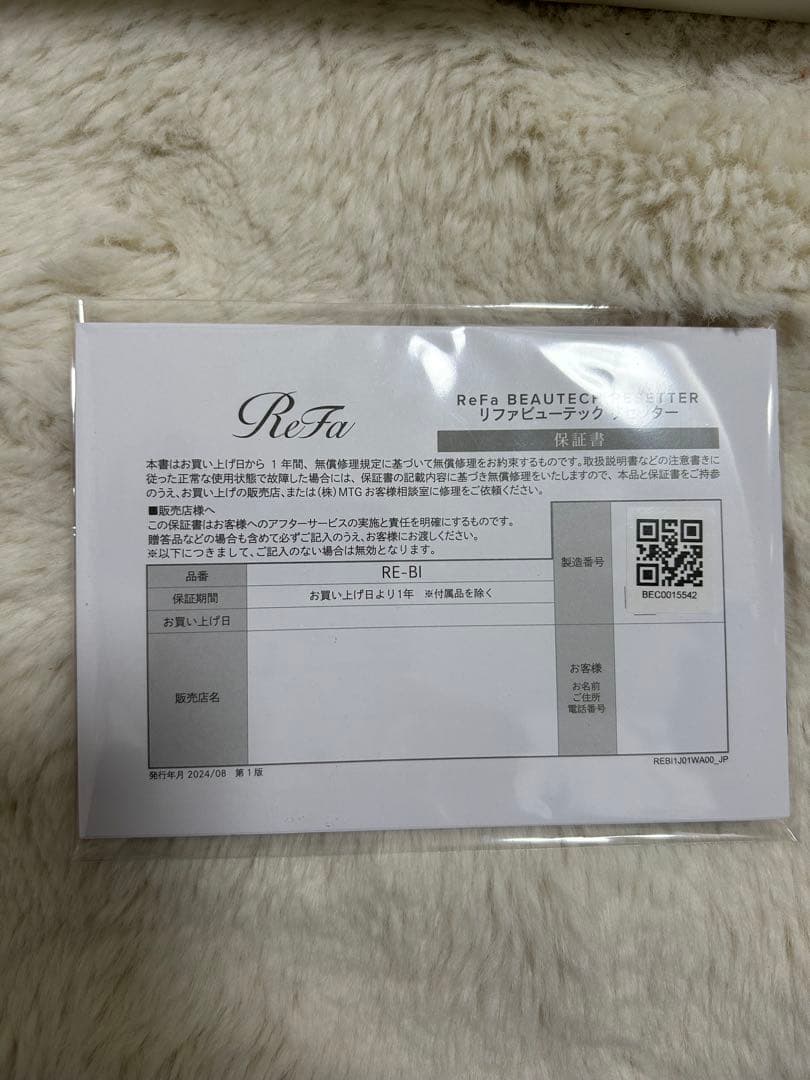 ReFa
ReFa BEAUTECH RESETTER
リファビューテック リセッター
保証書
本書はお買い上げ日から 1 年間、無償修理規定に基づいて無償修理をお約束するものです。取扱説明書などの注意書きに
従った正常な使用状態で故障した場合には、保証書の記載内容に基づき無償修理をいたしますので、本品と保証書をご持参
のうえ、お買い上げの販売店、または(株)MTG お客様相談室に修理をご依頼ください。
■販売店様へ
この保証書はお客様へのアフターサービスの実施と責任を明確にするものです。
贈答品などの場合も含めて必ずご記入のうえ、お客様にお渡しください。
※以下につきまして、ご記入のない場合は無効となります。
品番 RE-BI
保証期間 お買い上げ日より1年 ※付属品を除く
お買い上げ日
販売店名
製造番号
BEC0015542
お客様
お名前
ご住所
電話番号
発行年月 2024/08 第1版
REBI1J01WA00_JP